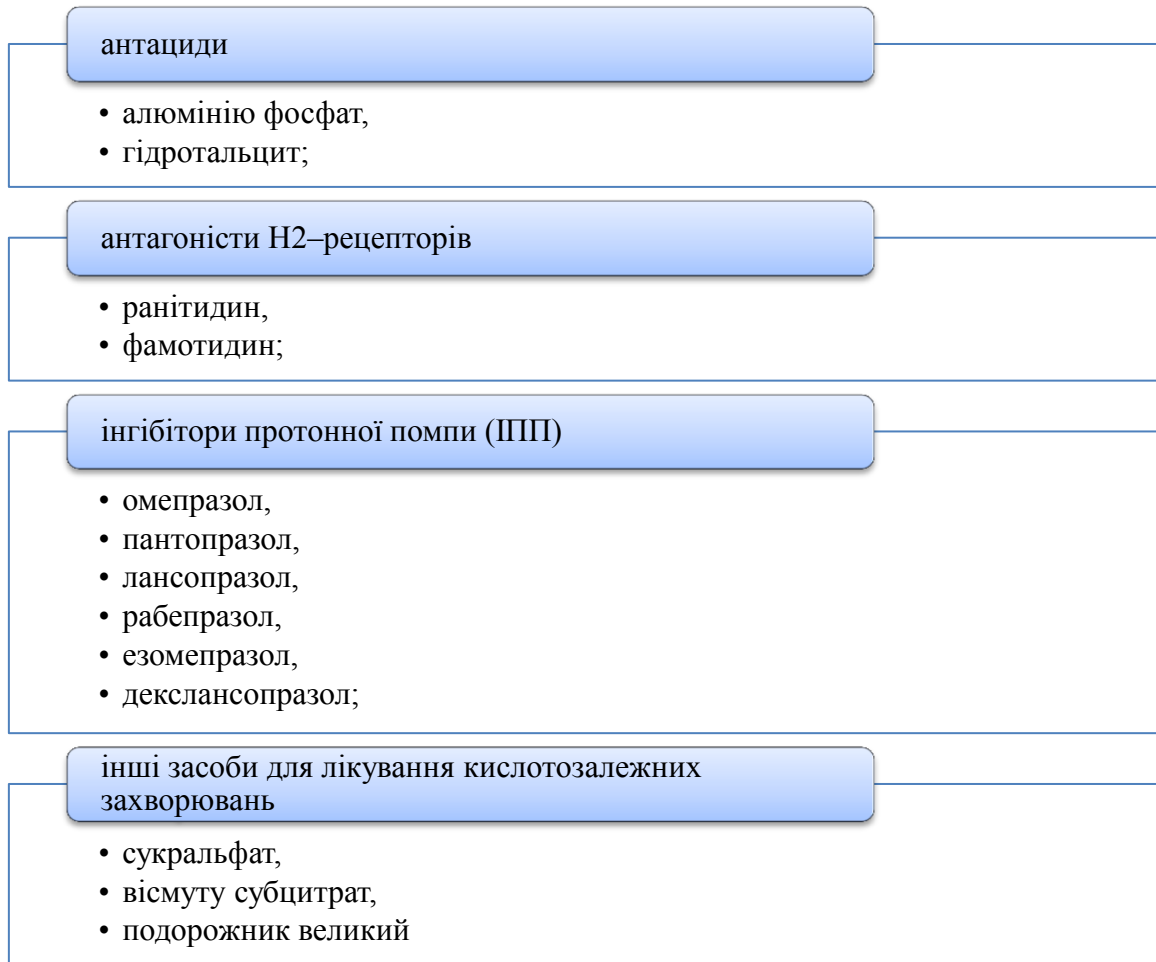 антациди
• алюмінію фосфат,
• гідротальцит;
антагоністи Н2–рецепторів
• ранітидин,
• фамотидин;
інгібітори протонної помпи (ІПП)
• омепразол,
• пантопразол,
• лансопразол,
• рабепразол,
• езомепразол,
• декслансопразол;
інші засоби для лікування кислотозалежних
захворювань
• сукральфат,
• вісмуту субцитрат,
• подорожник великий